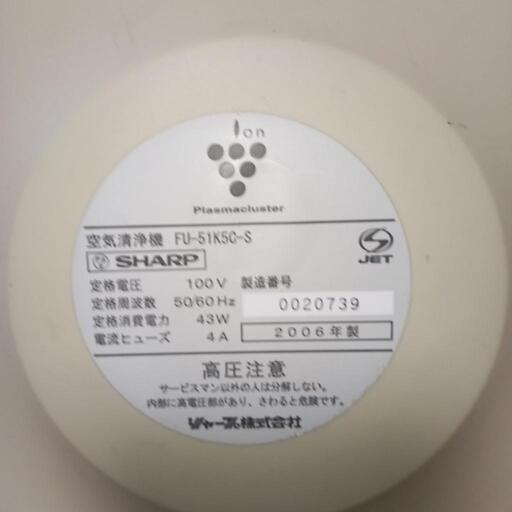 Ion
Plasmacluster
空気清浄機 FU-51K5C-S
SHARP
JET
定格電圧 100V 製造番号
定格周波数 50/60Hz 0020739
定格消費電力 43W 2006年製
電流ヒューズ 4A
高圧注意
サービスマン以外の人は分解しない。
内部に高電圧部があり、さわると危険です。
シャープ株式会社